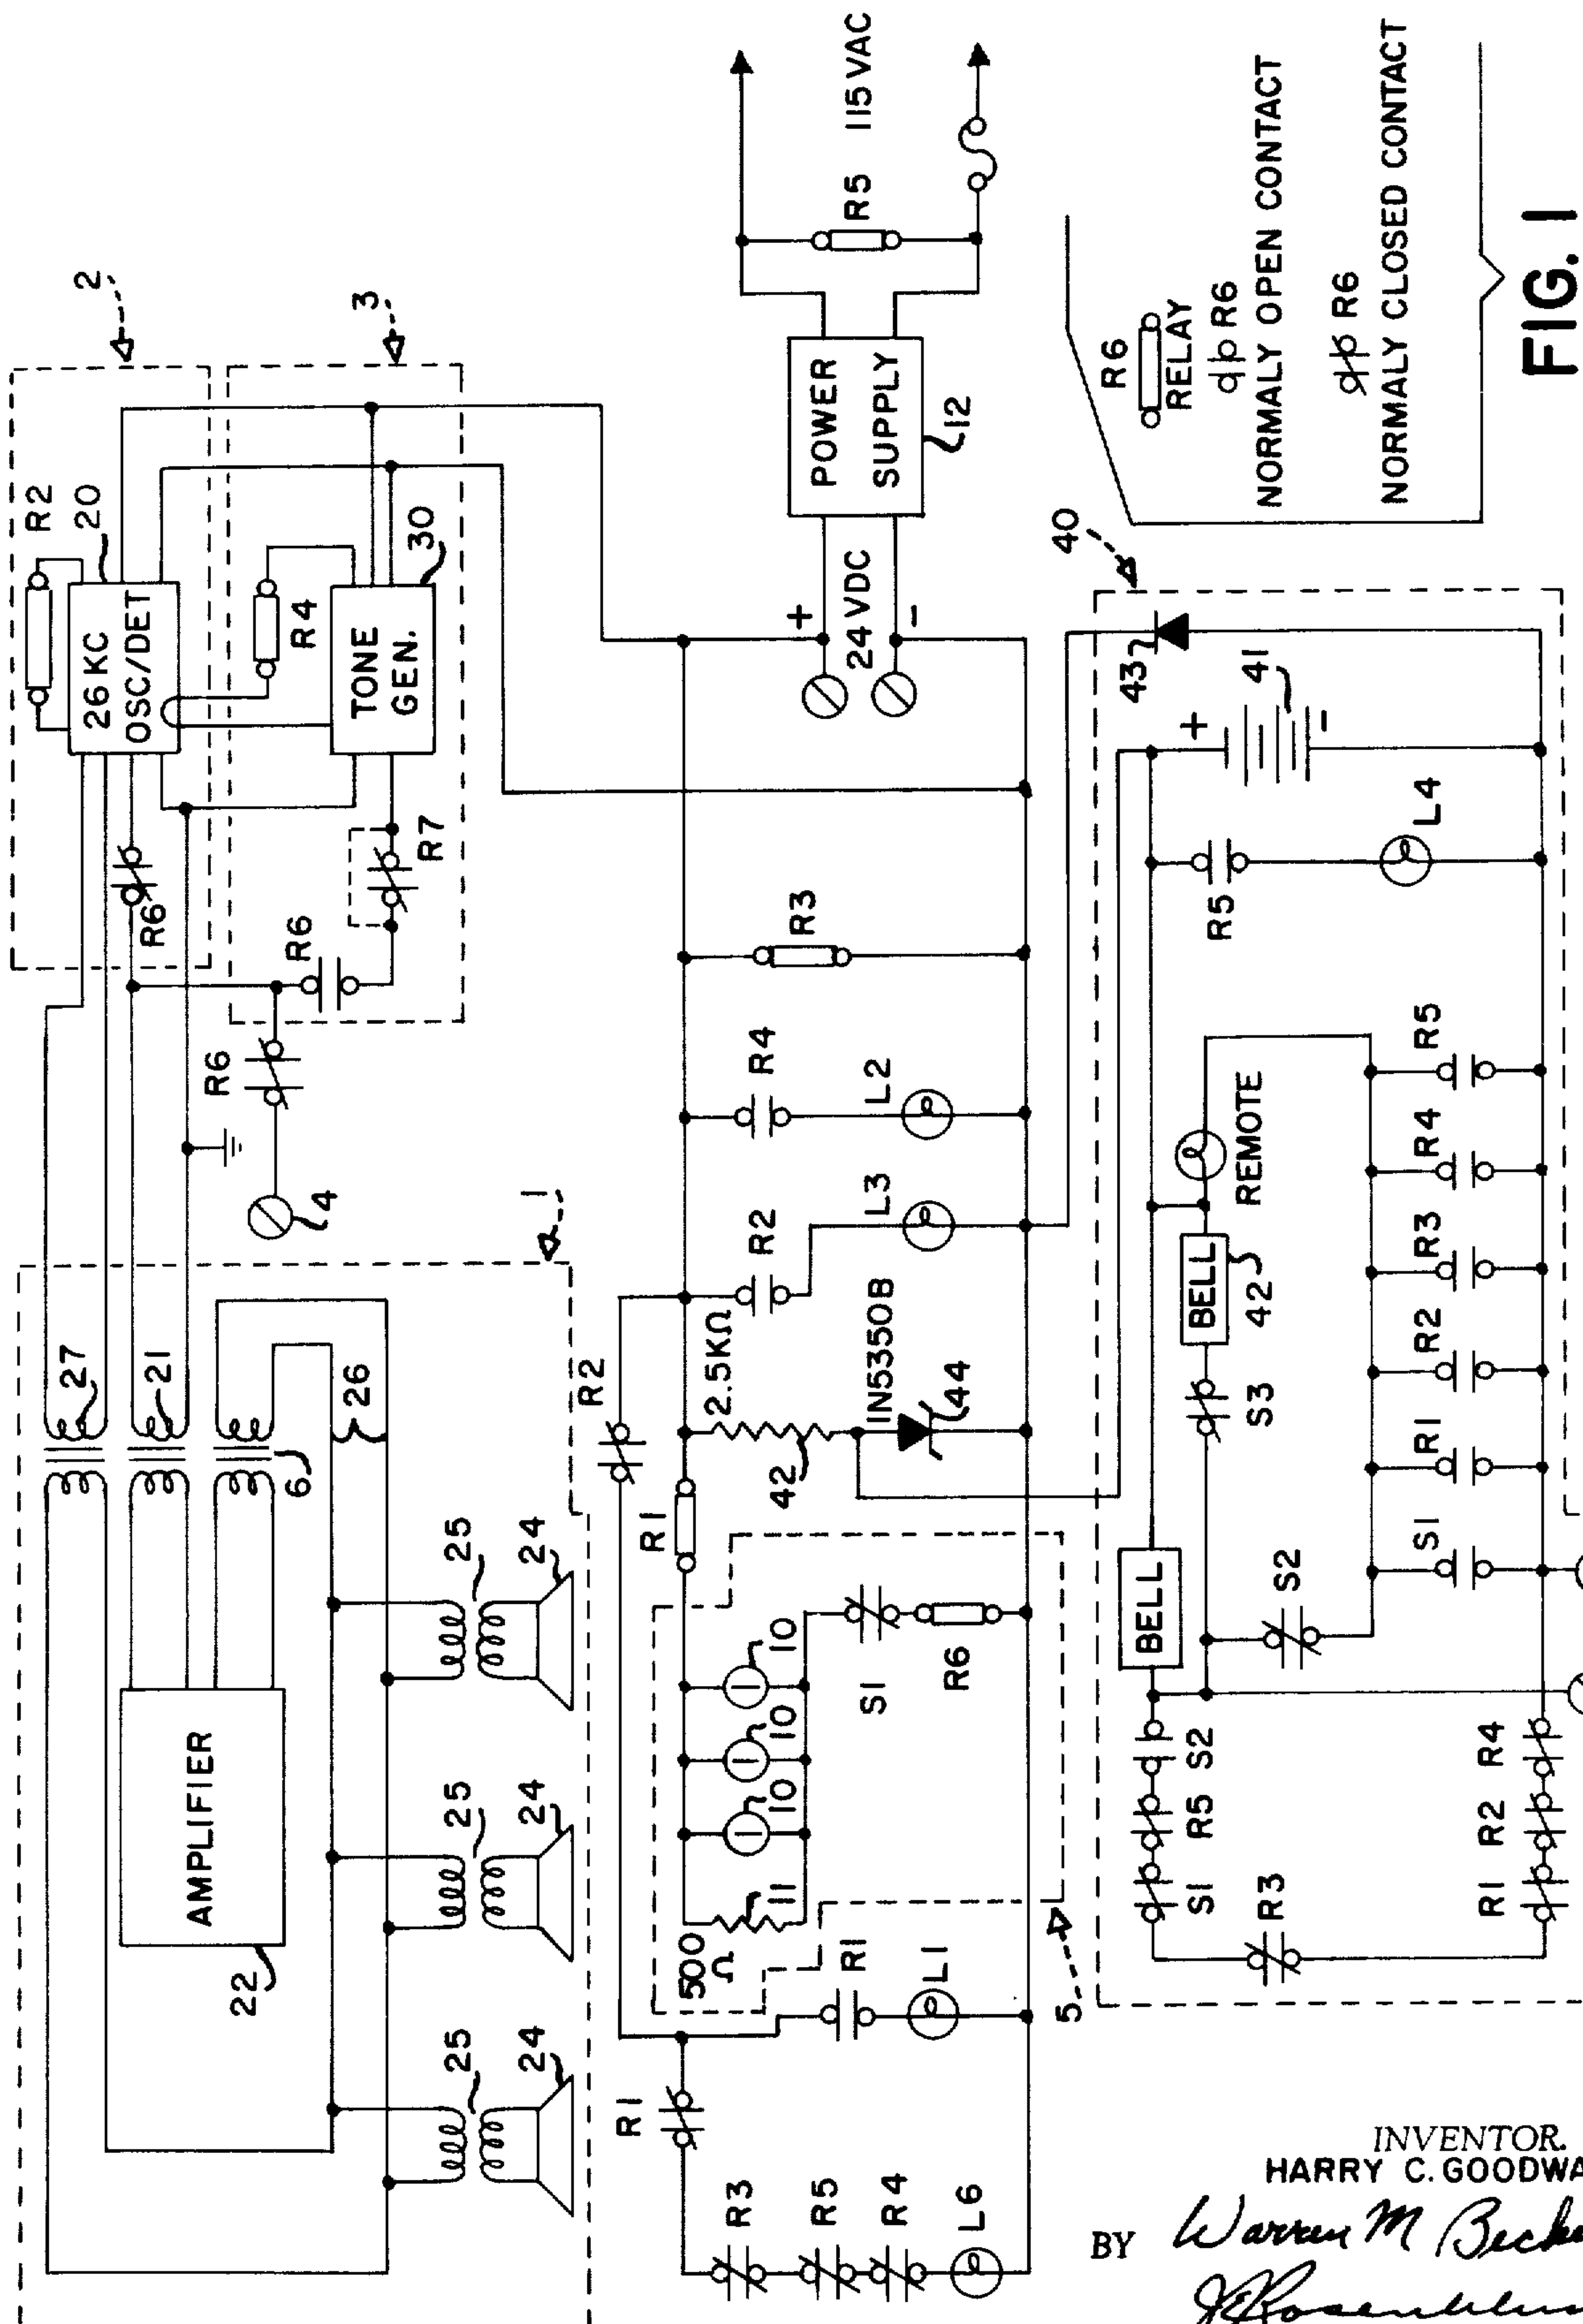 2
R2
20
26 KC
OSC/DET
R6
3
R4
30
TONE
GEN.
R7
R6
R6
4
1
27
21
6
26
AMPLIFIER
22
25
24
25
24
25
24
115 VAC
R5
POWER
SUPPLY
12
24 VDC
+
-
R3
R4
L2
R2
L3
R2
2.5KΩ
42
IN5350B
44
R1
10
10
10
11
500
Ω
S1
R6
5
R1
L1
R1
R3
R5
R4
L6
40
43
41
+
-
R5
L4
REMOTE
BELL
42
S3
BELL
S2
S1
R1
R2
R3
R4
R5
S1
R5
S2
R3
R1
R2
R4
R6
RELAY
R6
NORMALY OPEN CONTACT
R6
NORMALY CLOSED CONTACT
FIG. 1
INVENTOR.
HARRY C. GOODWA
BY Warren M Becke